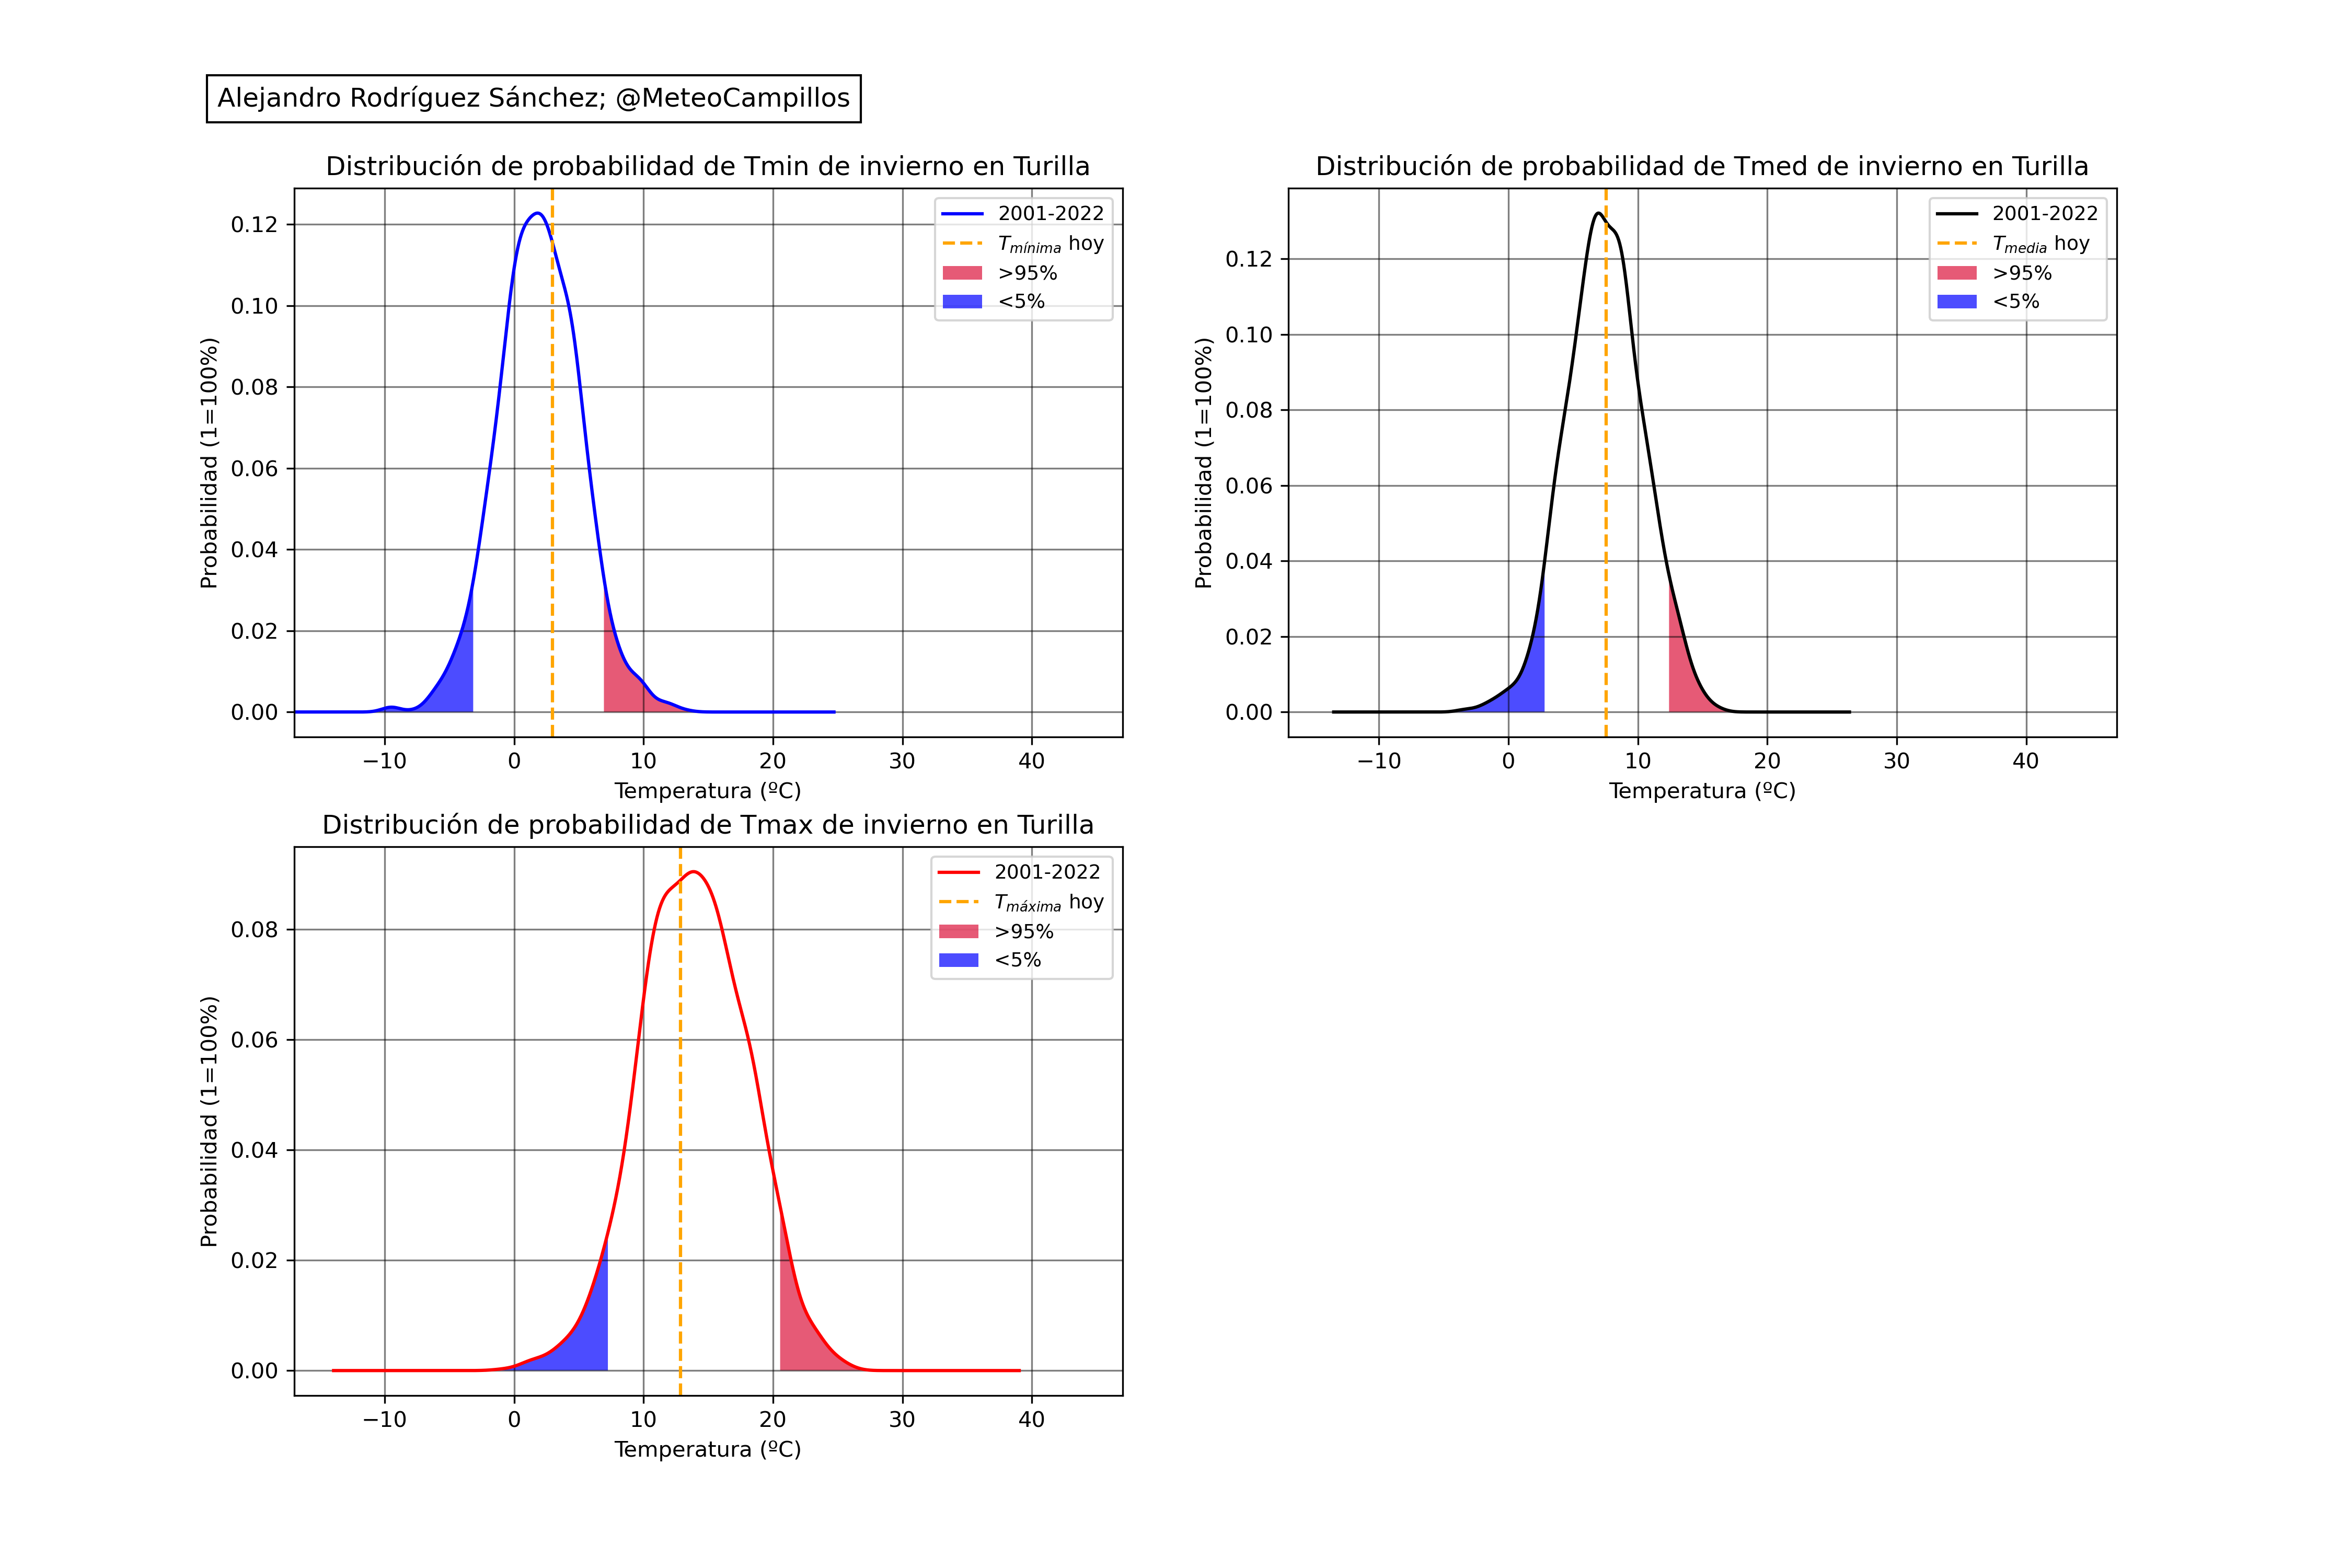 Alejandro Rodríguez Sánchez; @MeteoCampillos
Distribución de probabilidad de Tmin de invierno en Turilla
Probabilidad (1=100%)
0.12
0.10
0.08
0.06
0.04
0.02
0.00
−10 0 10 20 30 40
Temperatura (ºC)
2001-2022
Tmínima hoy
>95%
<5%
Distribución de probabilidad de Tmed de invierno en Turilla
Probabilidad (1=100%)
0.12
0.10
0.08
0.06
0.04
0.02
0.00
−10 0 10 20 30 40
Temperatura (ºC)
2001-2022
Tmedia hoy
>95%
<5%
Distribución de probabilidad de Tmax de invierno en Turilla
Probabilidad (1=100%)
0.08
0.06
0.04
0.02
0.00
−10 0 10 20 30 40
Temperatura (ºC)
2001-2022
Tmáxima hoy
>95%
<5%